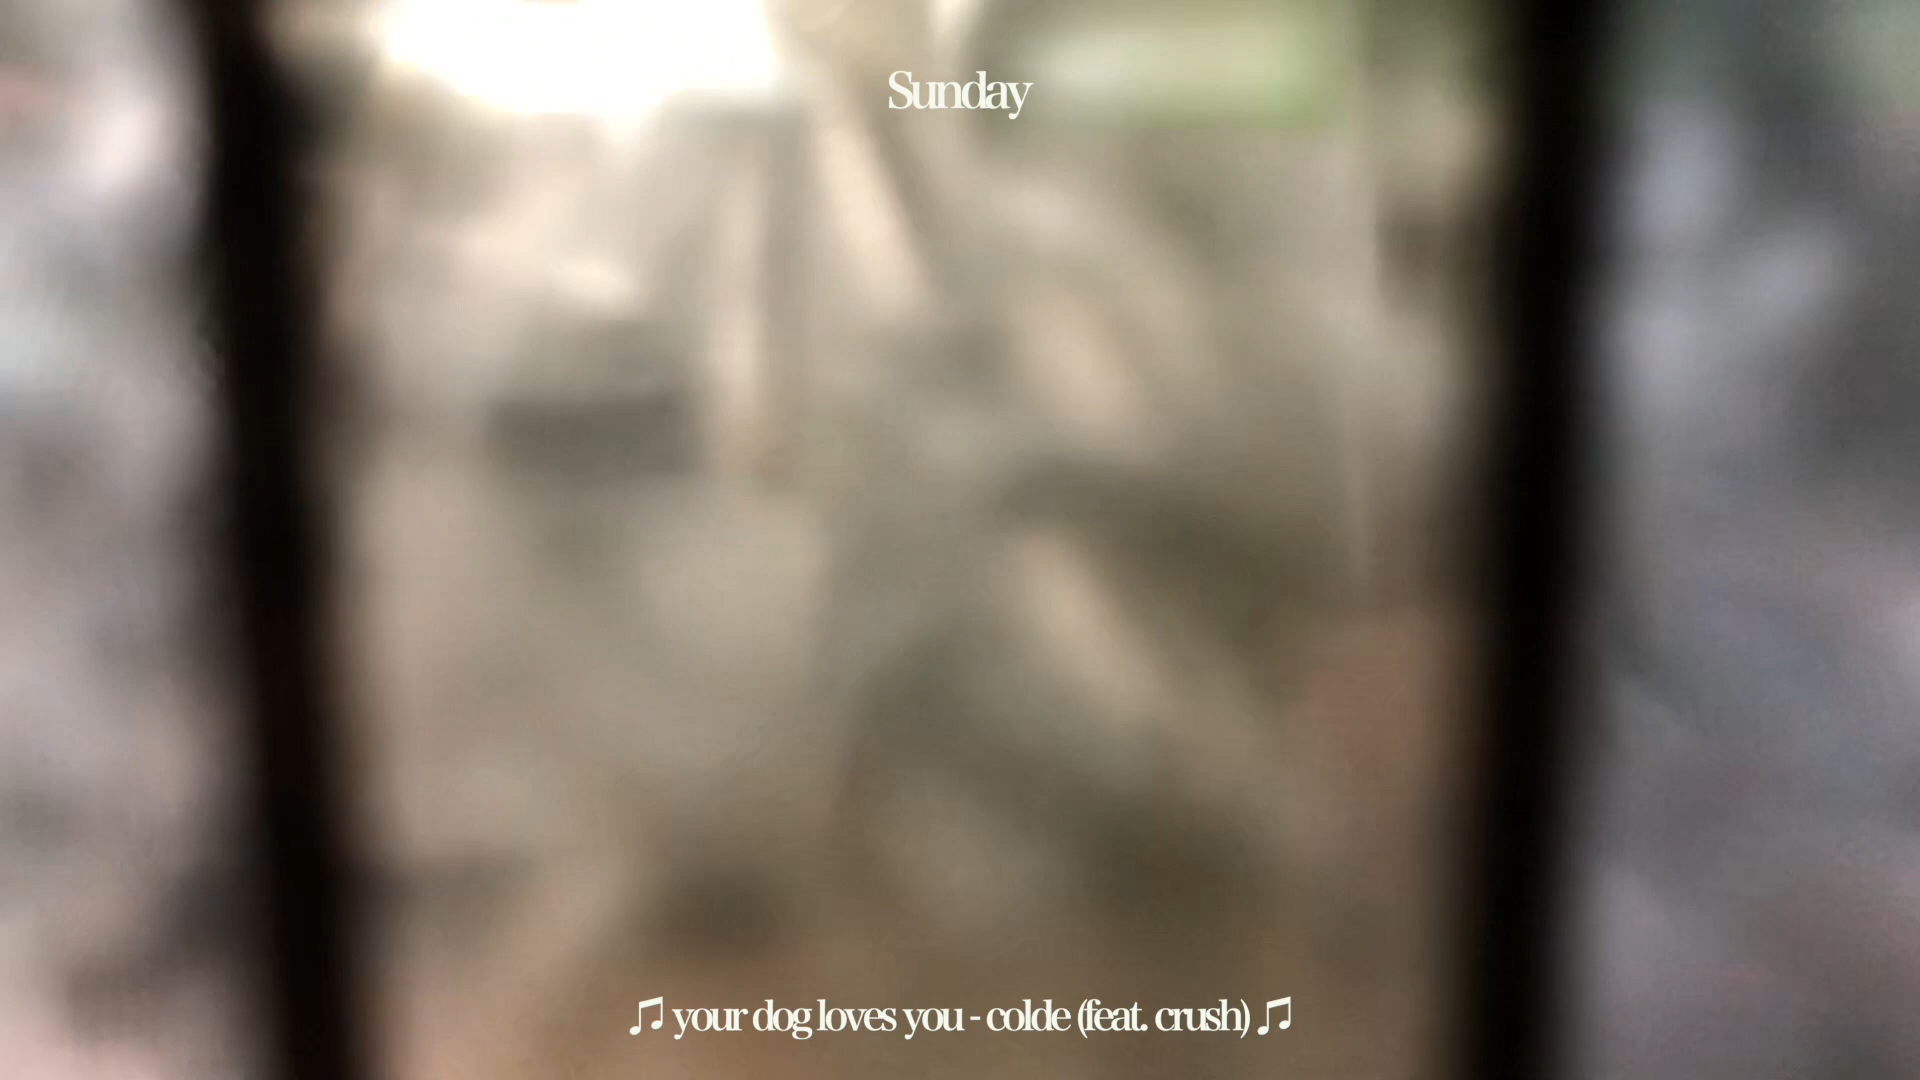 Sunday
♫ your dog loves you - colde (feat. crush) ♫